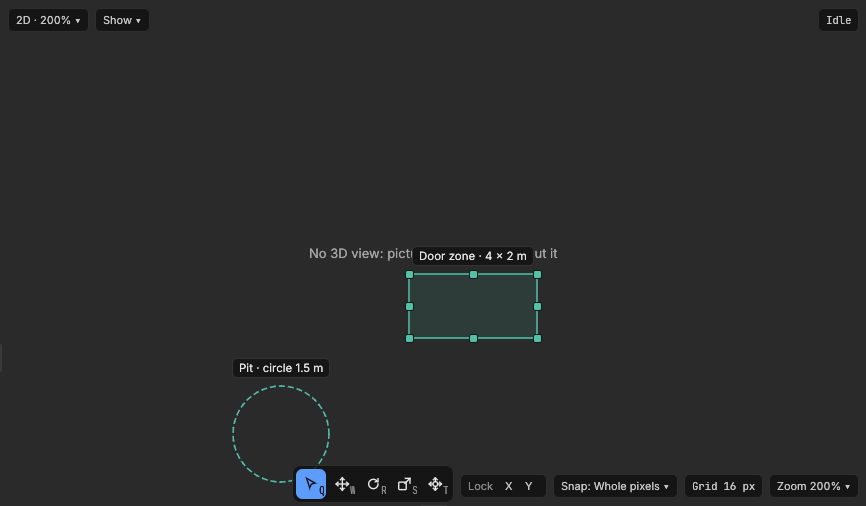 2D · 200% ▾
Show ▾
Idle
No 3D view: pictu
ut it
Door zone · 4 × 2 m
Pit · circle 1.5 m
Q
W
R
S
T
Lock X Y
Snap: Whole pixels ▾
Grid 16 px
Zoom 200% ▾